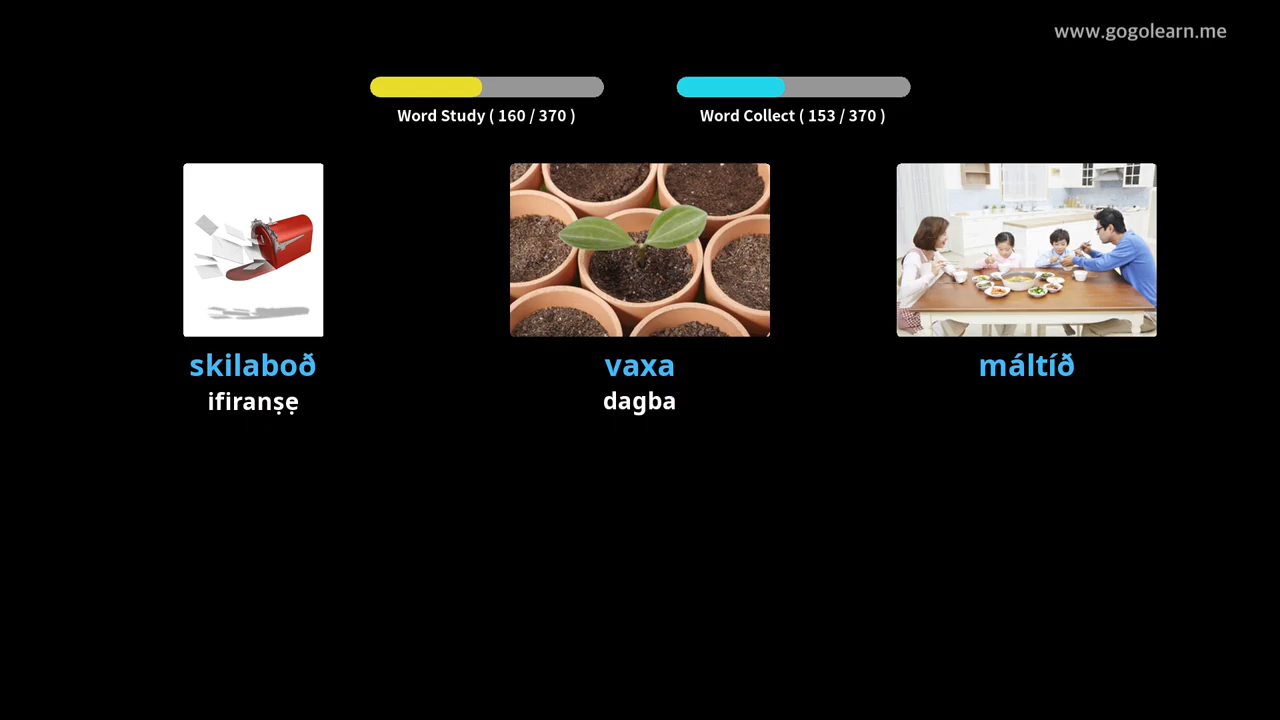 www.gogolearn.me
Word Study ( 160 / 370 )
Word Collect ( 153 / 370 )
skilaboð
ifiranṣẹ
vaxa
dagba
máltíð